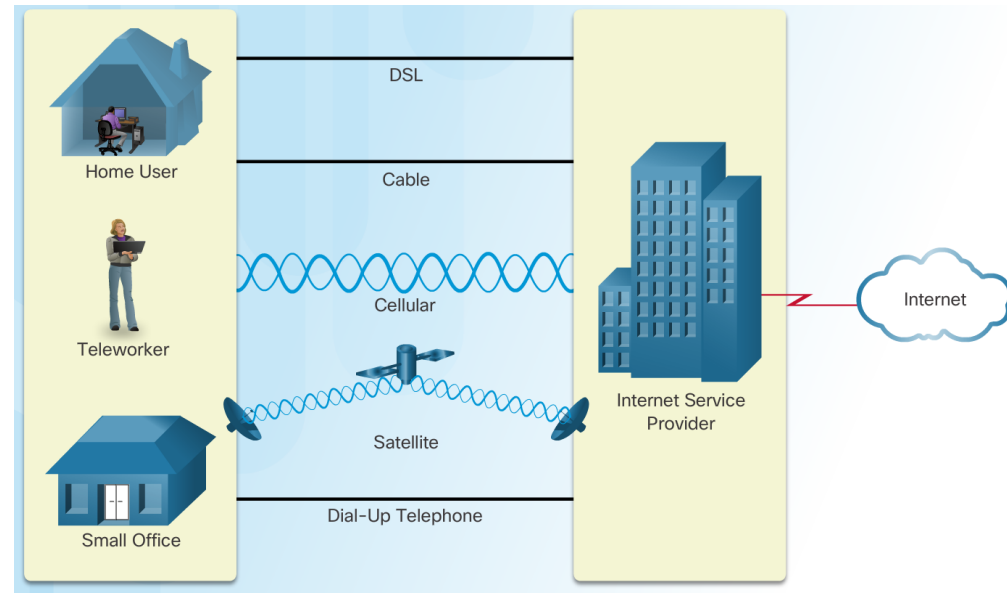 DSL
Home User
Cable
Teleworker
Cellular
Internet
Internet Service
Provider
Satellite
Dial-Up Telephone
Small Office